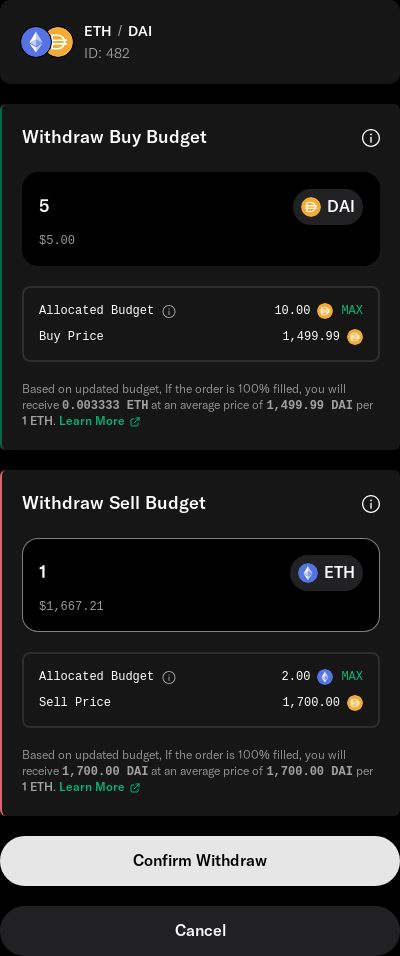 ETH / DAI
ID: 482
Withdraw Buy Budget
5 DAI
$5.00
Allocated Budget 10.00 MAX
Buy Price 1,499.99
Based on updated budget, If the order is 100% filled, you will
receive 0.003333 ETH at an average price of 1,499.99 DAI per
1 ETH. Learn More
Withdraw Sell Budget
1 ETH
$1,667.21
Allocated Budget 2.00 MAX
Sell Price 1,700.00
Based on updated budget, If the order is 100% filled, you will
receive 1,700.00 DAI at an average price of 1,700.00 DAI per
1 ETH. Learn More
Confirm Withdraw
Cancel